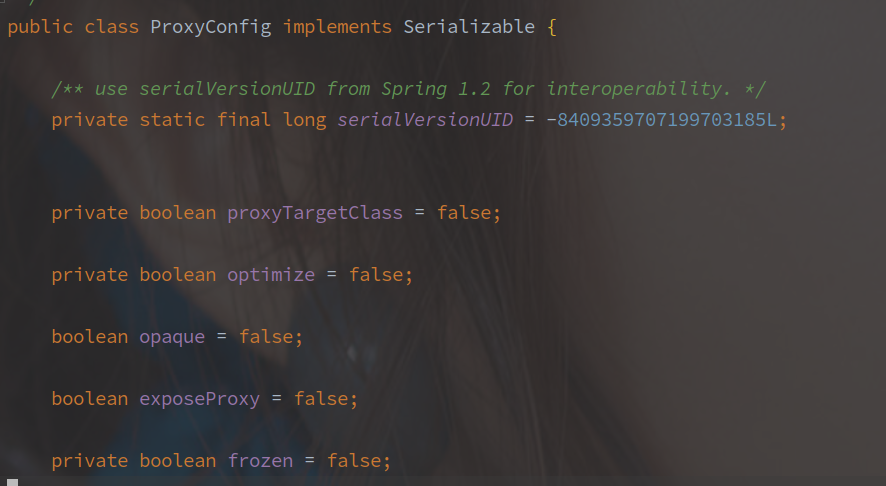 public class ProxyConfig implements Serializable {
/** use serialVersionUID from Spring 1.2 for interoperability. */
private static final long serialVersionUID = -8409359707199703185L;
private boolean proxyTargetClass = false;
private boolean optimize = false;
boolean opaque = false;
boolean exposeProxy = false;
private boolean frozen = false;